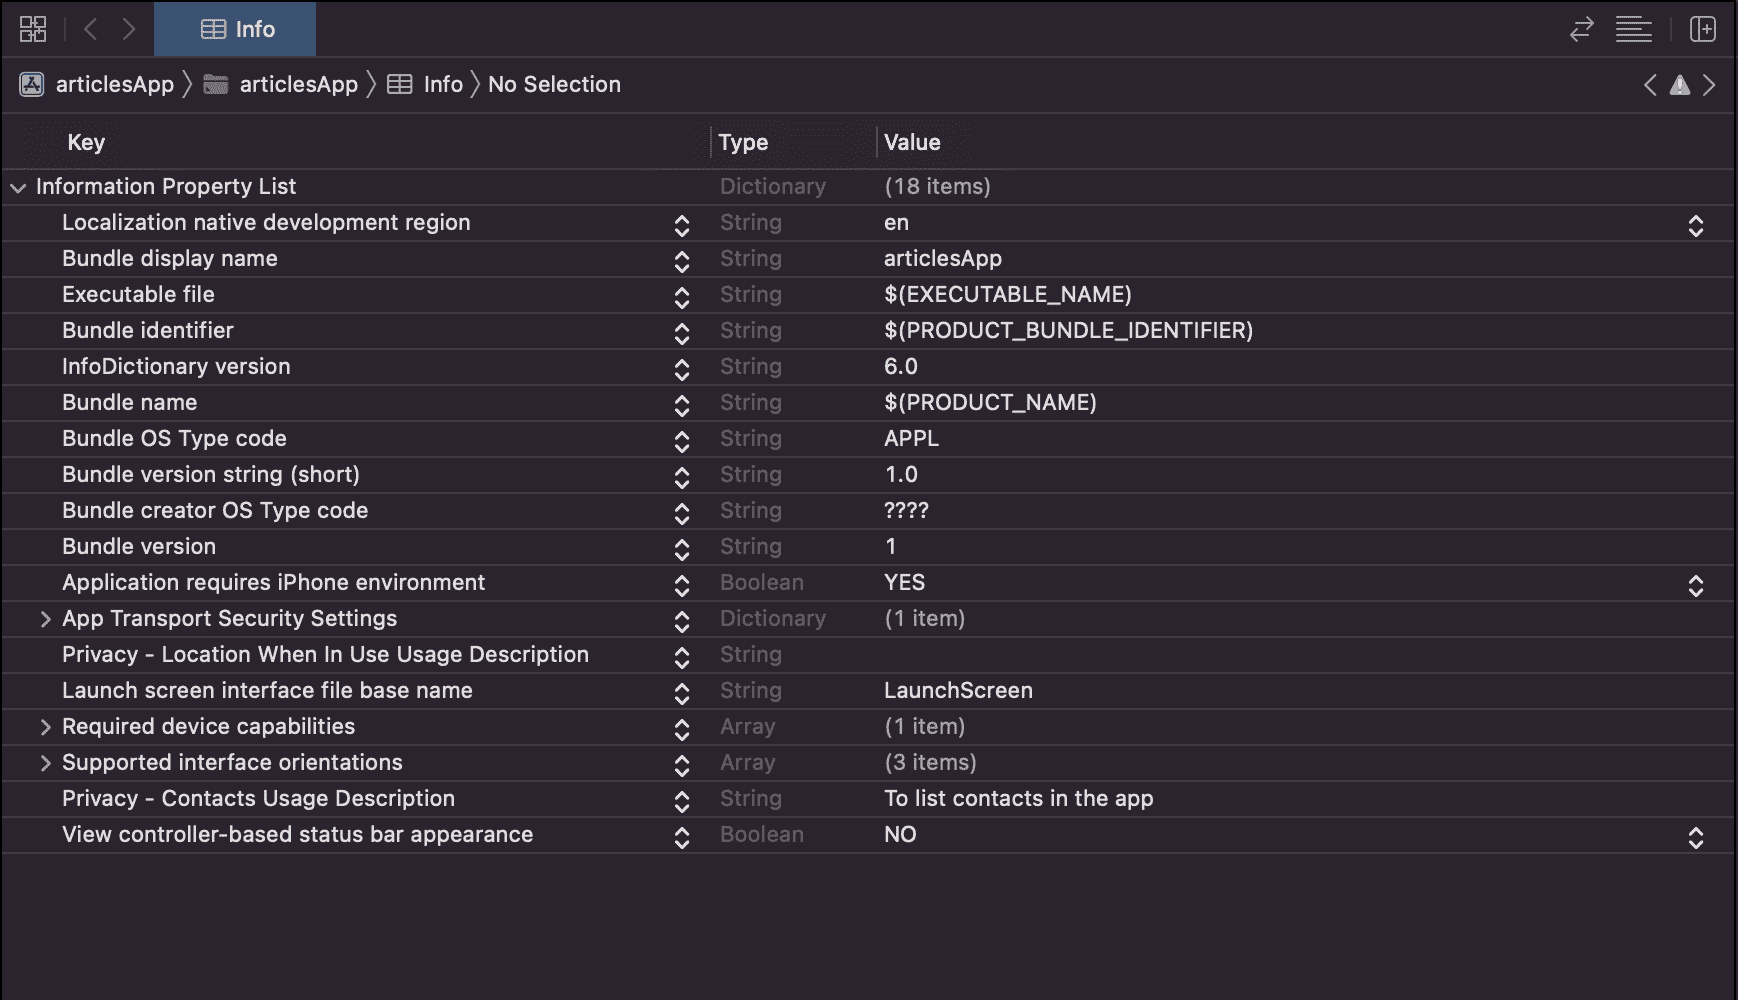 Info
articlesApp articlesApp Info No Selection
Key Type Value
Information Property List Dictionary (18 items)
Localization native development region String en
Bundle display name String articlesApp
Executable file String $(EXECUTABLE_NAME)
Bundle identifier String $(PRODUCT_BUNDLE_IDENTIFIER)
InfoDictionary version String 6.0
Bundle name String $(PRODUCT_NAME)
Bundle OS Type code String APPL
Bundle version string (short) String 1.0
Bundle creator OS Type code String ????
Bundle version String 1
Application requires iPhone environment Boolean YES
App Transport Security Settings Dictionary (1 item)
Privacy - Location When In Use Usage Description String
Launch screen interface file base name String LaunchScreen
Required device capabilities Array (1 item)
Supported interface orientations Array (3 items)
Privacy - Contacts Usage Description String To list contacts in the app
View controller-based status bar appearance Boolean NO